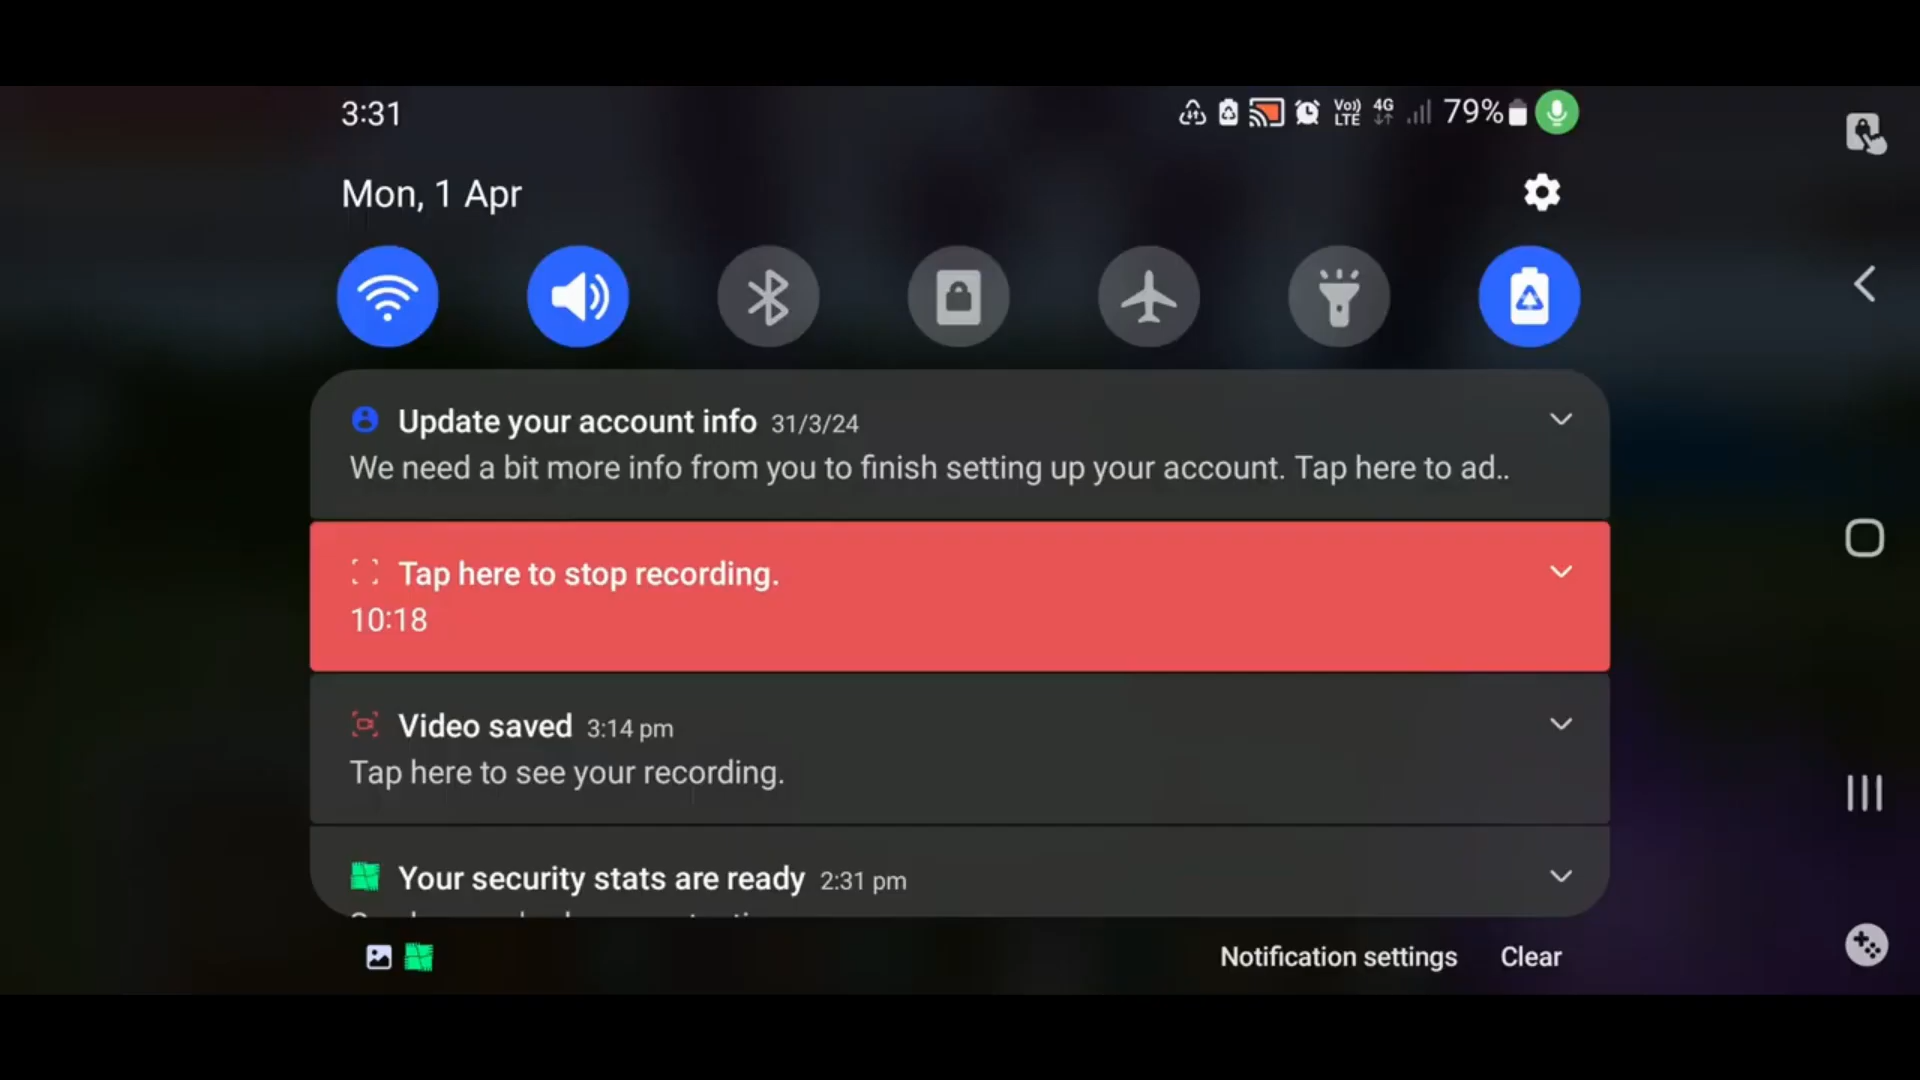 3:31
Vo)) LTE 4G 79%
Mon, 1 Apr
Update your account info 31/3/24
We need a bit more info from you to finish setting up your account. Tap here to ad..
Tap here to stop recording.
10:18
Video saved 3:14 pm
Tap here to see your recording.
Your security stats are ready 2:31 pm
Notification settings Clear